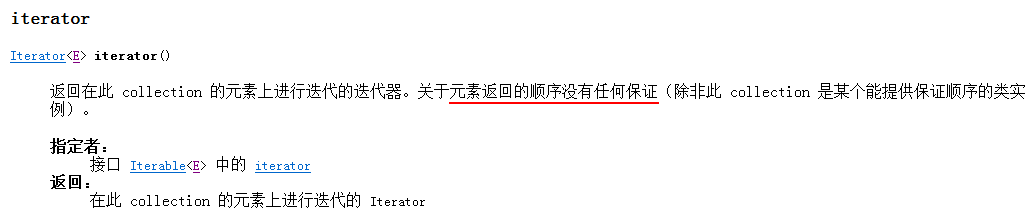 iterator
Iterator<E> iterator()
返回在此 collection 的元素上进行迭代的迭代器。关于元素返回的顺序没有任何保证（除非此 collection 是某个能提供保证顺序的类实
例）。
指定者：
接口 Iterable<E> 中的 iterator
返回：
在此 collection 的元素上进行迭代的 Iterator